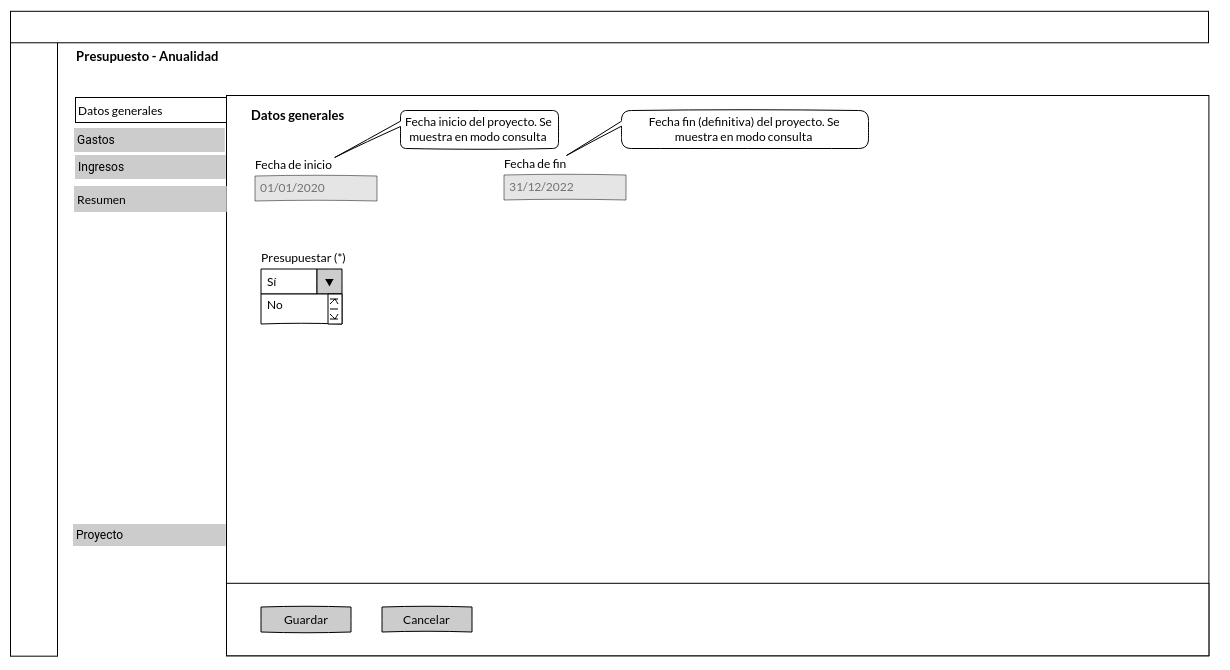 Presupuesto - Anualidad
Datos generales
Gastos
Ingresos
Resumen
Proyecto
Datos generales
Fecha inicio del proyecto. Se
muestra en modo consulta
Fecha fin (definitiva) del proyecto. Se
muestra en modo consulta
Fecha de inicio
Fecha de fin
01/01/2020
31/12/2022
Presupuestar (*)
Sí
No
Guardar
Cancelar